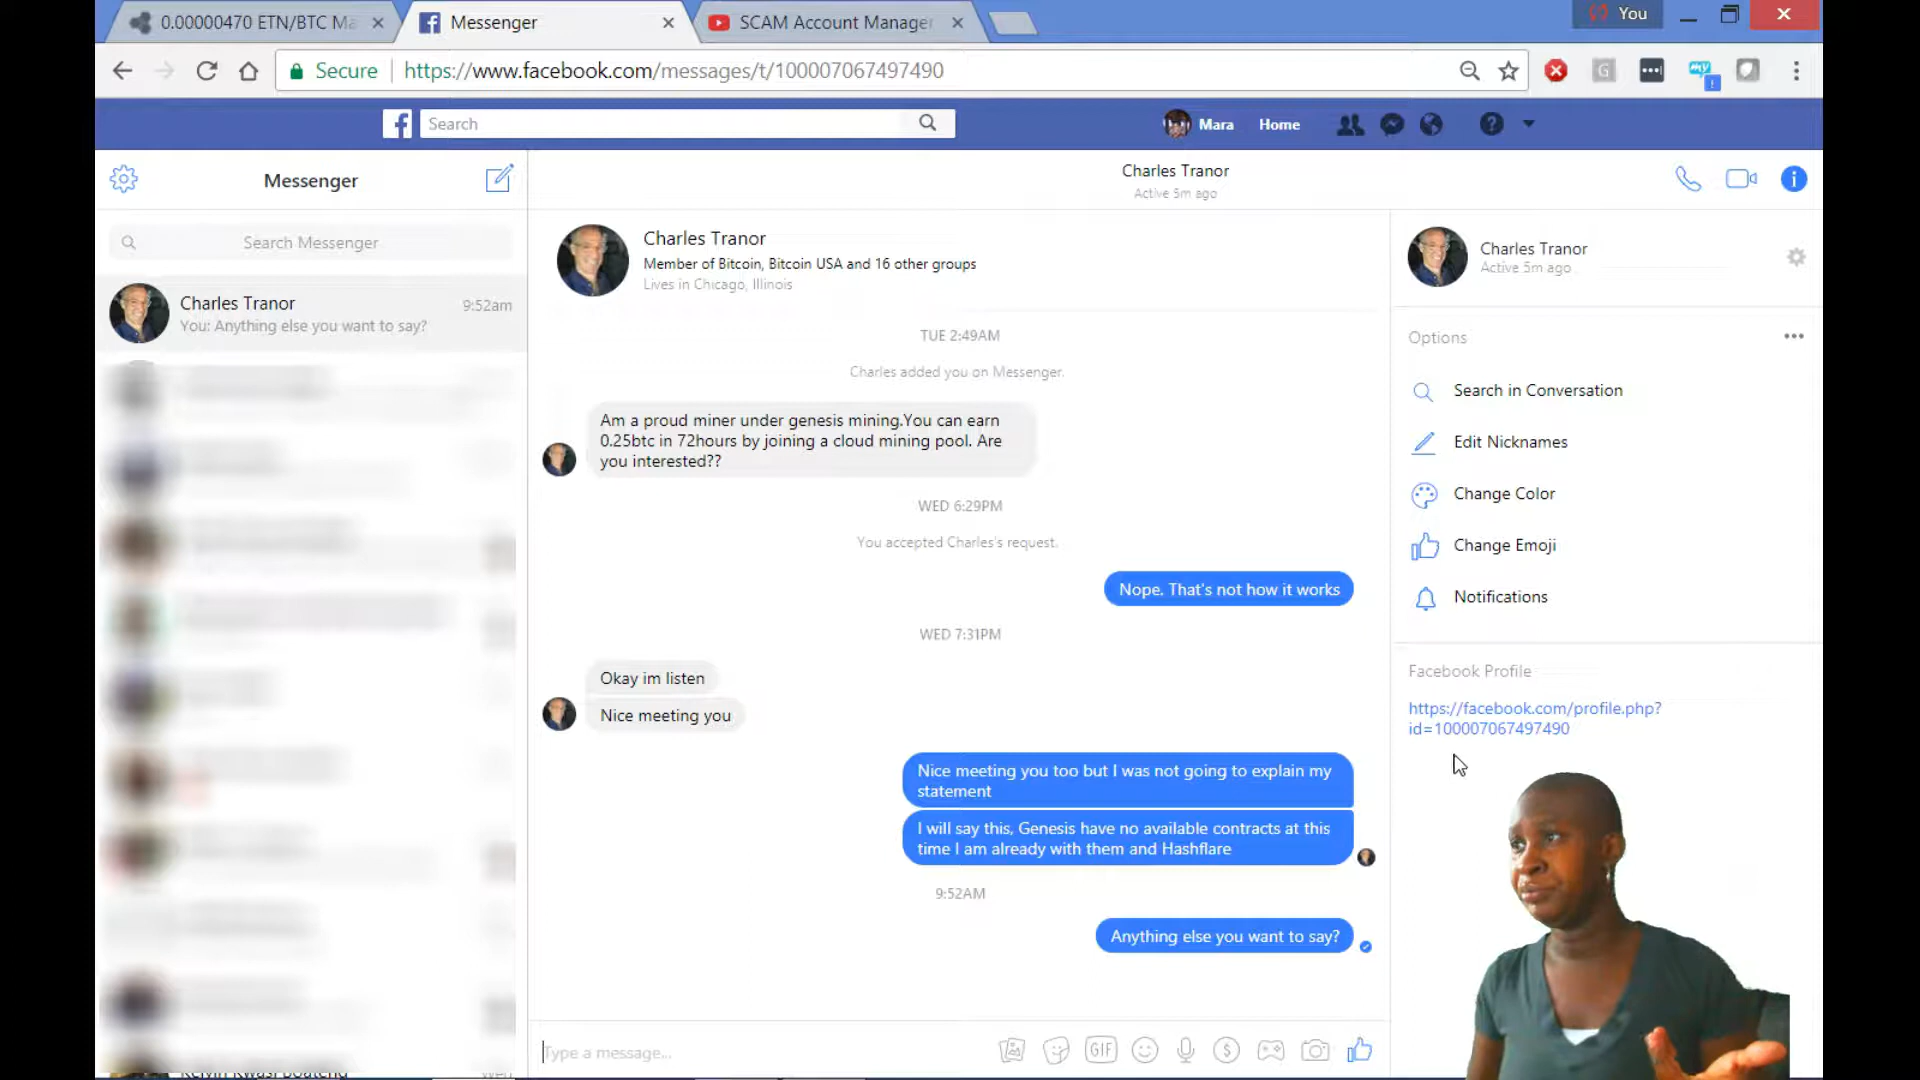 0.00000470 ETN/BTC Ma
Messenger
SCAM Account Manager
You
Secure
https://www.facebook.com/messages/t/100007067497490
Search
Mara
Home
Messenger
Search Messenger
Charles Tranor
9:52am
You: Anything else you want to say?
Charles Tranor
Active 5m ago
Charles Tranor
Member of Bitcoin, Bitcoin USA and 16 other groups
Lives in Chicago, Illinois
TUE 2:49AM
Charles added you on Messenger.
Am a proud miner under genesis mining.You can earn
0.25btc in 72hours by joining a cloud mining pool. Are
you interested??
WED 6:29PM
You accepted Charles's request.
Nope. That's not how it works
WED 7:31PM
Okay im listen
Nice meeting you
Nice meeting you too but I was not going to explain my
statement
I will say this, Genesis have no available contracts at this
time I am already with them and Hashflare
9:52AM
Anything else you want to say?
Type a message...
GIF
Charles Tranor
Active 5m ago
Options
Search in Conversation
Edit Nicknames
Change Color
Change Emoji
Notifications
Facebook Profile
https://facebook.com/profile.php?
id=100007067497490